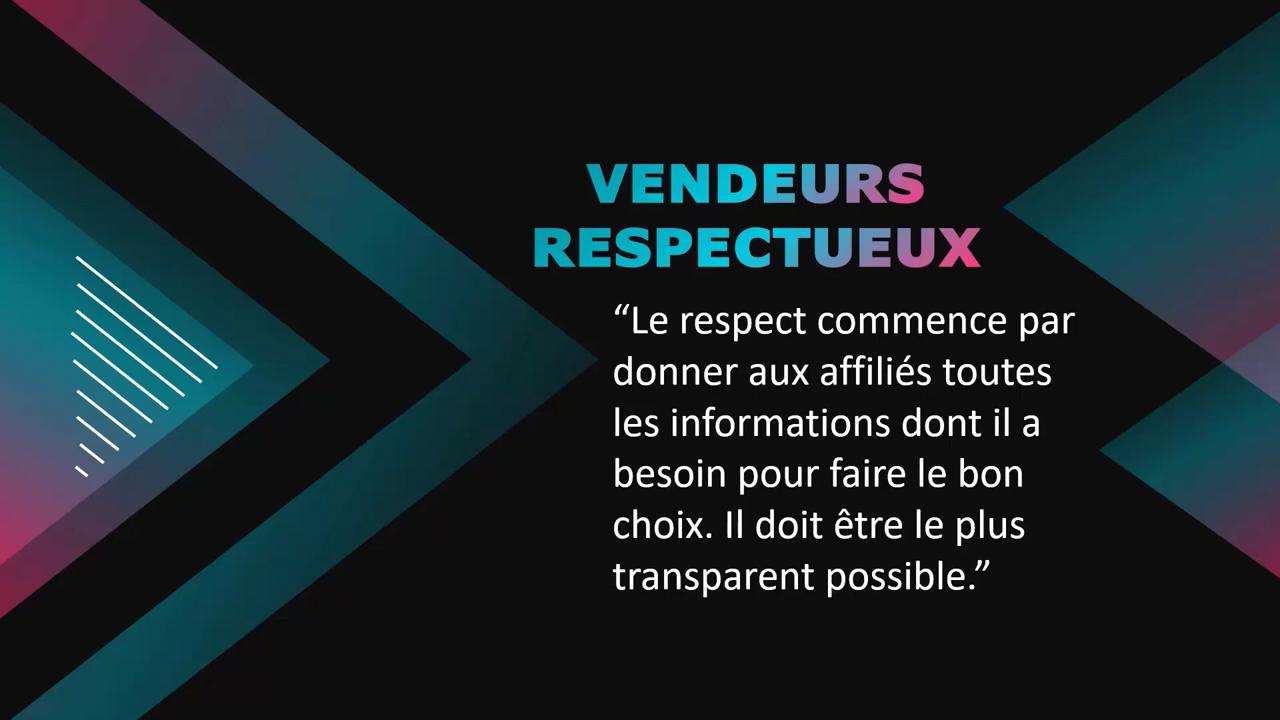 VENDEURS
RESPECTUEUX
“Le respect commence par
donner aux affiliés toutes
les informations dont il a
besoin pour faire le bon
choix. Il doit être le plus
transparent possible.”